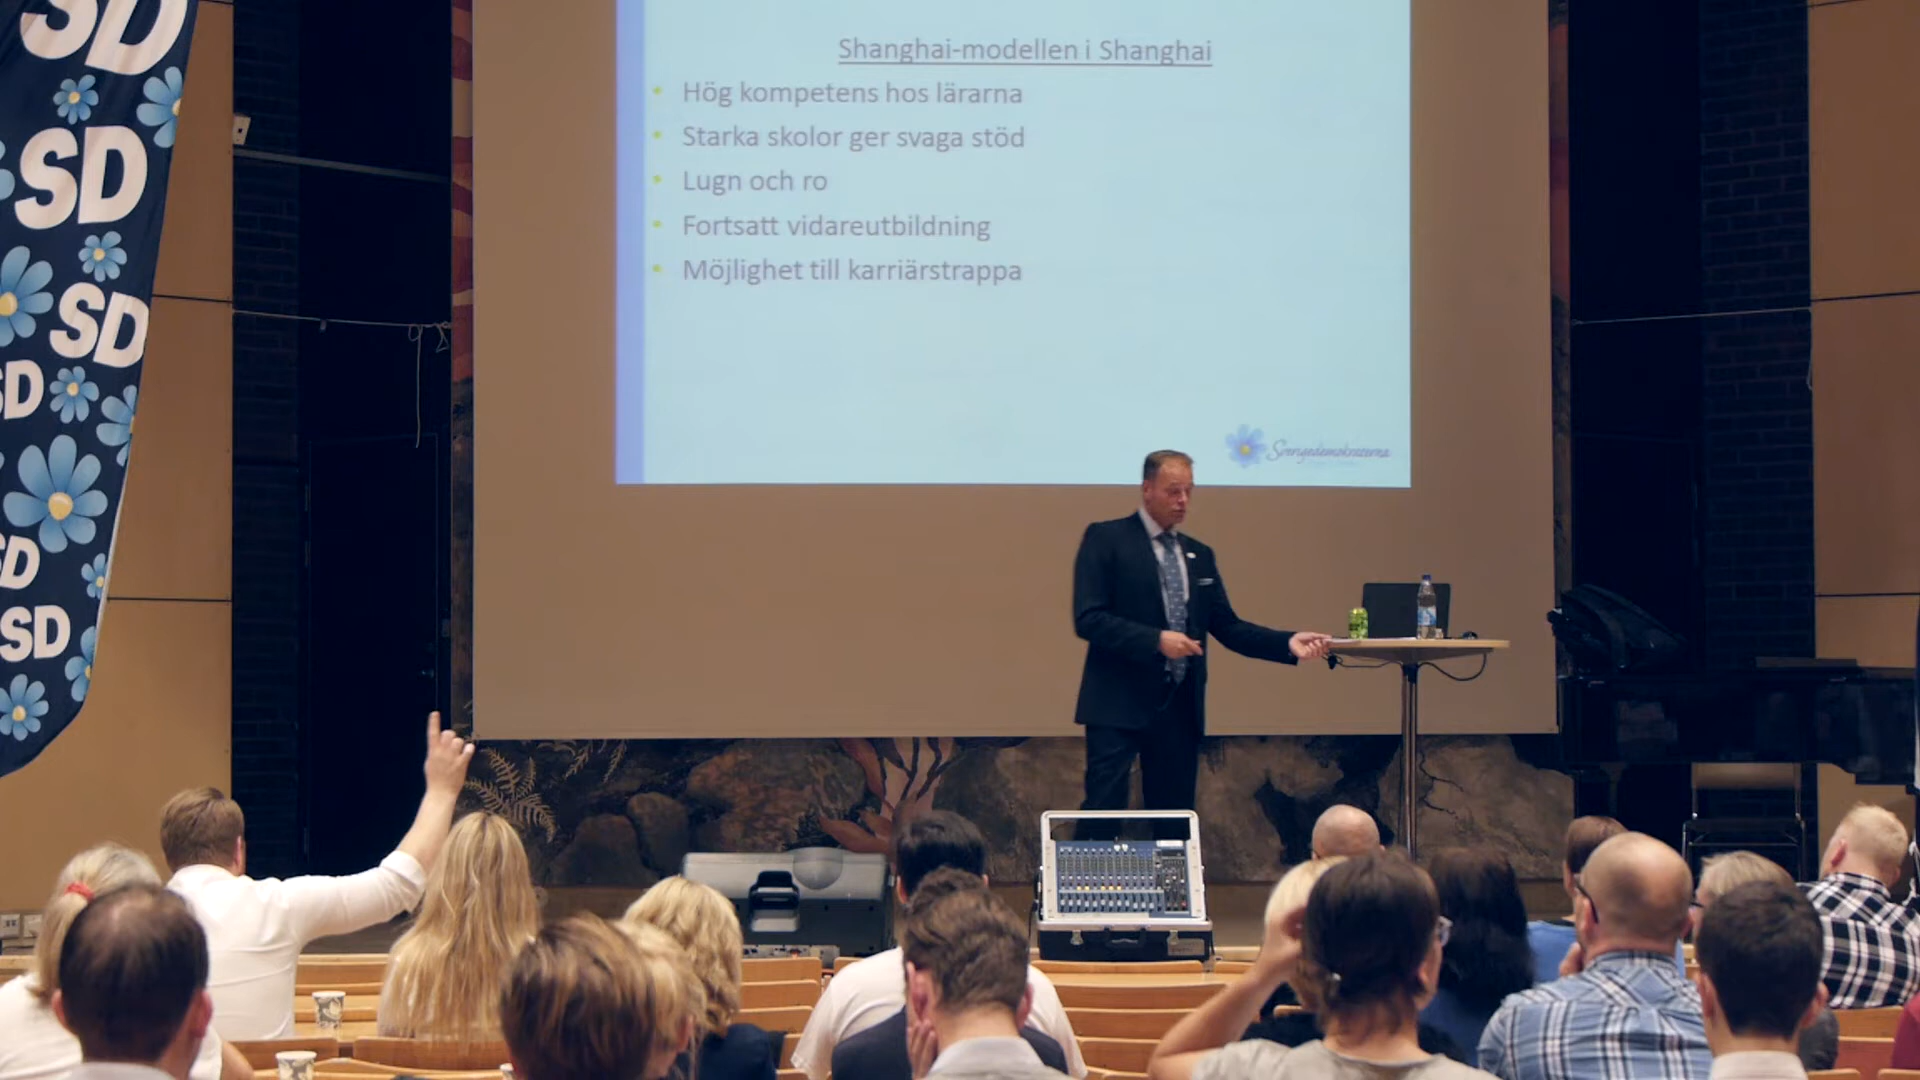 SD
SD
SD
SD
SD
SD
Shanghai-modellen i Shanghai
Hög kompetens hos lärarna
Starka skolor ger svaga stöd
Lugn och ro
Fortsatt vidareutbildning
Möjlighet till karriärstrappa
Sverigedemokraterna